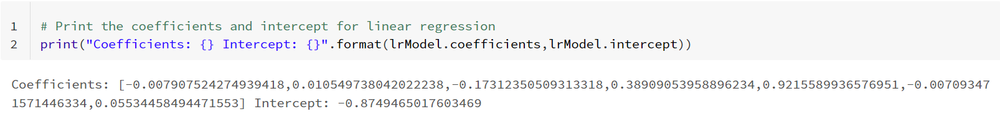 1 # Print the coefficients and intercept for linear regression
2 print("Coefficients: {} Intercept: {}".format(lrModel.coefficients,lrModel.intercept))
Coefficients: [-0.007907524274939418,0.010549738042022238,-0.17312350509313318,0.38909053958896234,0.9215589936576951,-0.00709347
1571446334,0.05534458494471553] Intercept: -0.8749465017603469